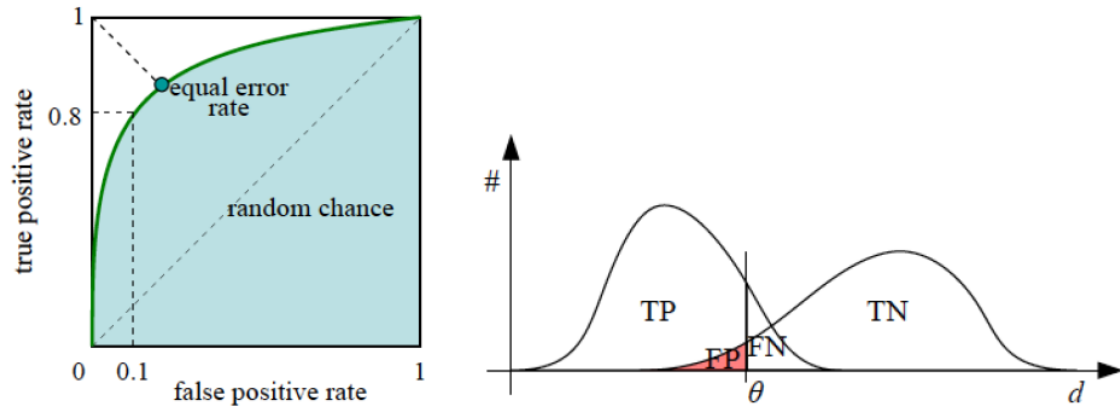 1
true positive rate
0.8
equal error
rate
random chance
0
0.1
1
false positive rate
#
TP
FP
FN
TN
θ
d